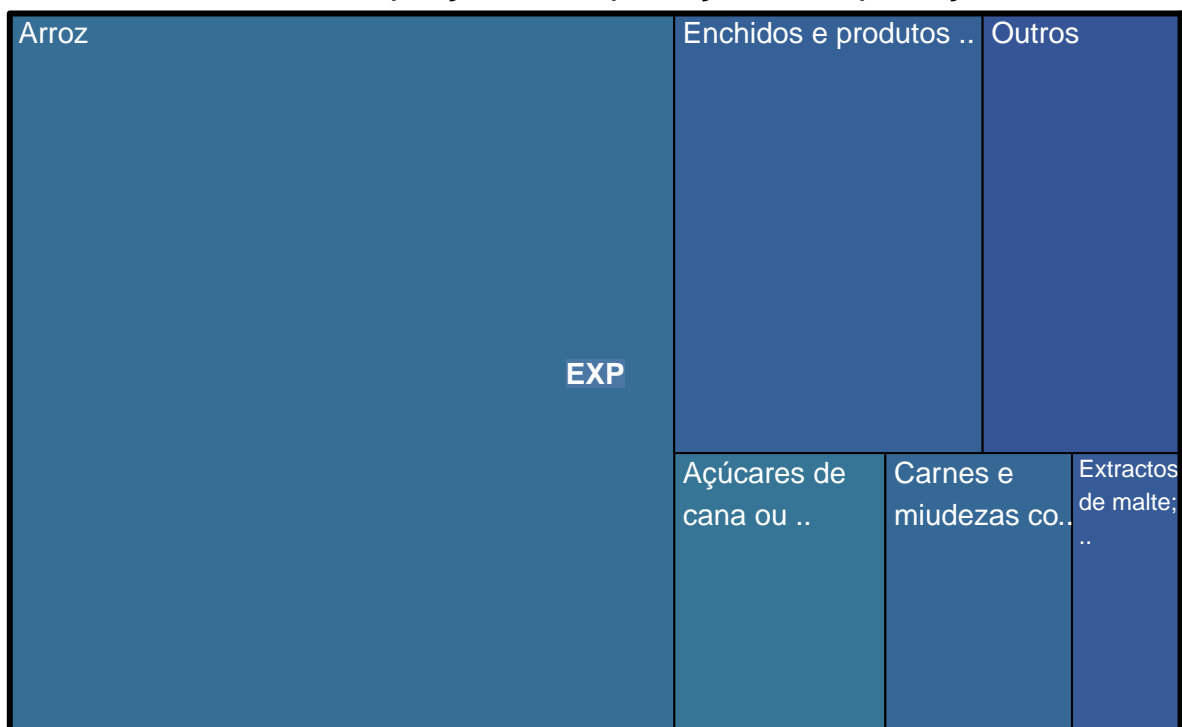 Arroz
Enchidos e produtos ..
Outros
EXP
Açúcares de
cana ou ..
Carnes e
miudezas co..
Extractos
de malte;
..